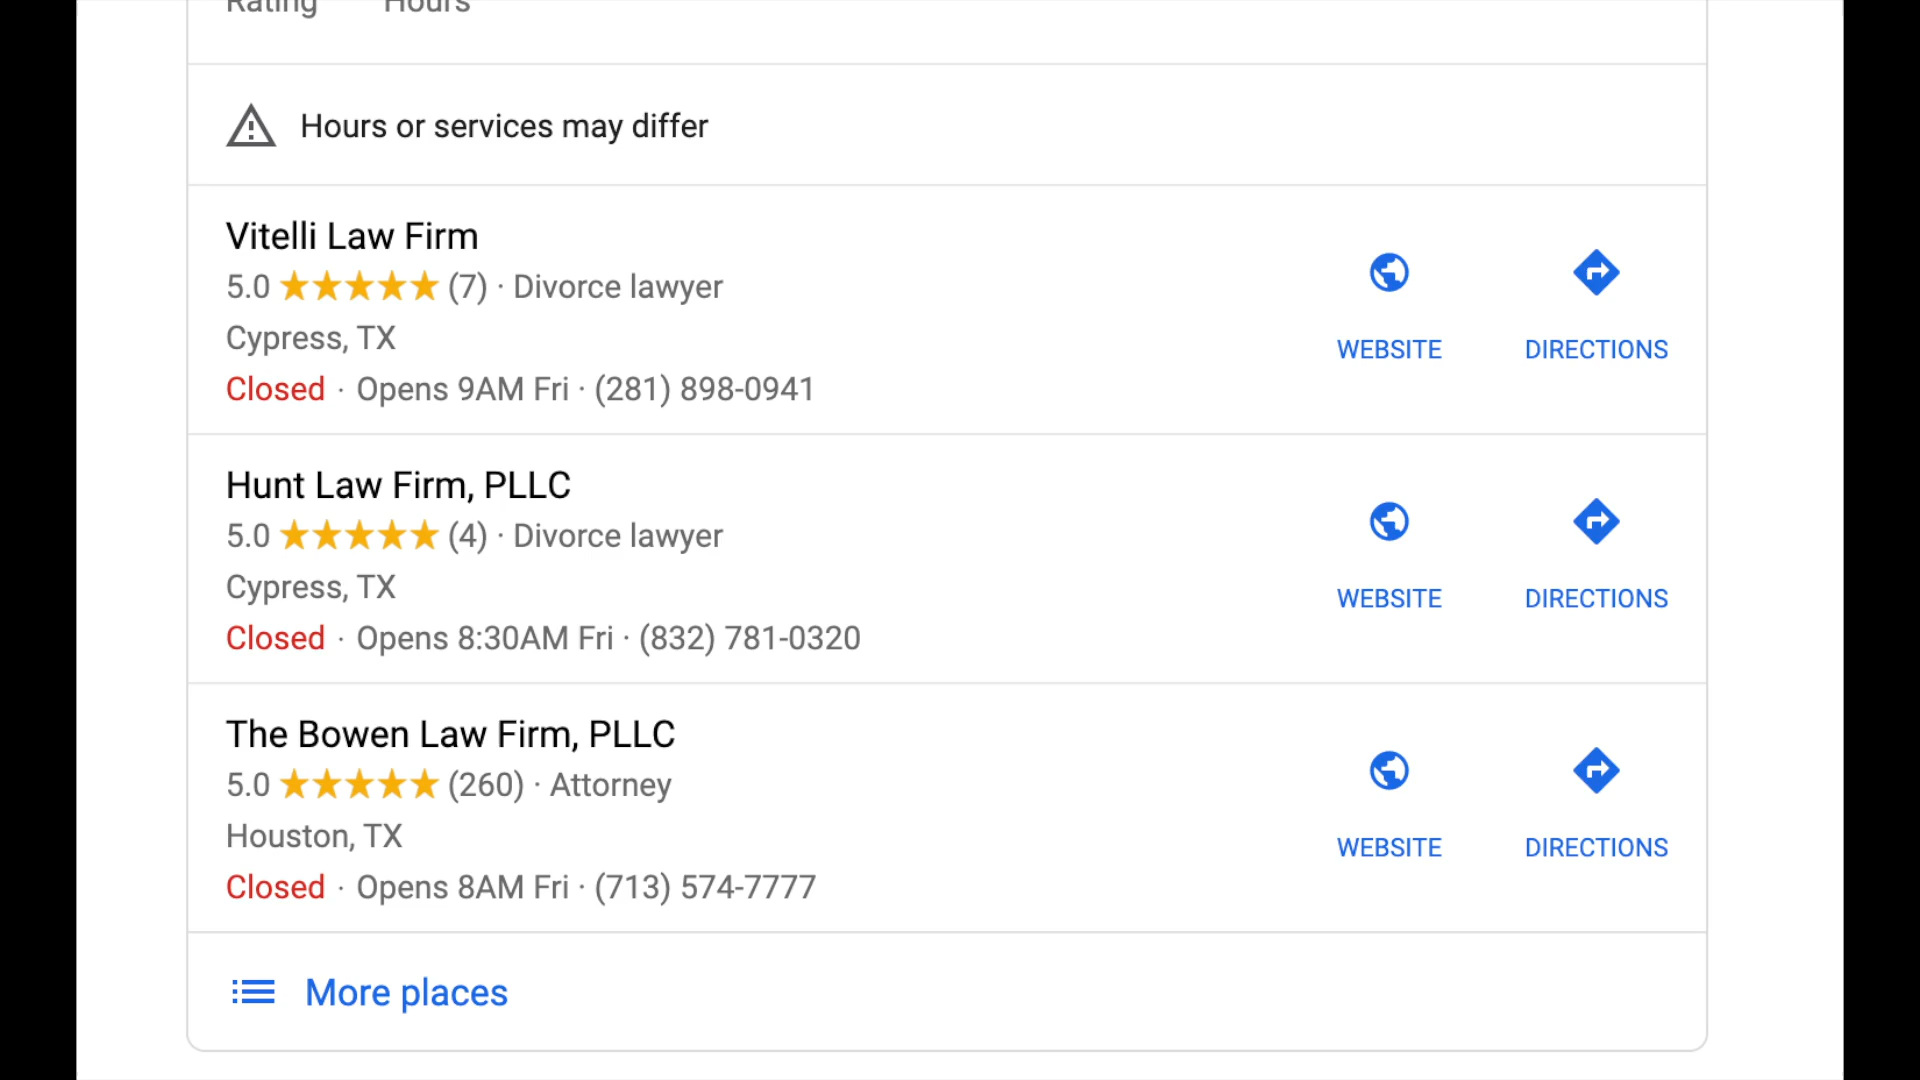 Rating Hours
Hours or services may differ
Vitelli Law Firm
5.0 (7) · Divorce lawyer
Cypress, TX
Closed · Opens 9AM Fri · (281) 898-0941
WEBSITE DIRECTIONS
Hunt Law Firm, PLLC
5.0 (4) · Divorce lawyer
Cypress, TX
Closed · Opens 8:30AM Fri · (832) 781-0320
WEBSITE DIRECTIONS
The Bowen Law Firm, PLLC
5.0 (260) · Attorney
Houston, TX
Closed · Opens 8AM Fri · (713) 574-7777
WEBSITE DIRECTIONS
More places